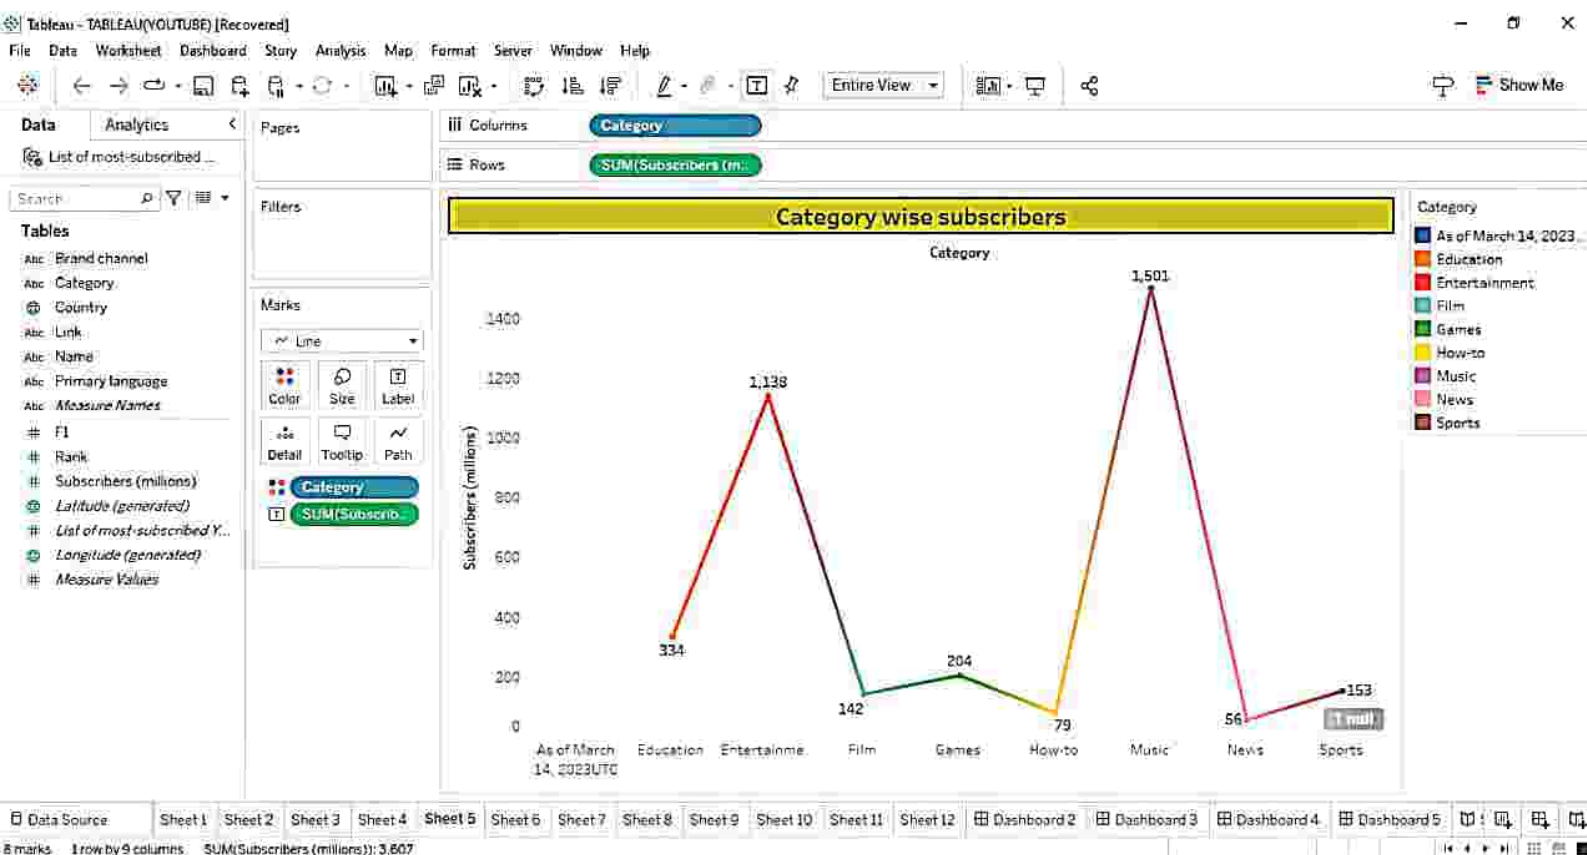 Tableau - TABLEAU(YOUTUBE) [Recovered]
File Data Worksheet Dashboard Story Analysis Map Format Server Window Help
Entire View
Show Me
Data Analytics
List of most-subscribed ...
Search
Tables
Abc Brand channel
Abc Category
Country
Abc Link
Abc Name
Abc Primary language
Abc Measure Names
# F1
# Rank
# Subscribers (millions)
Latitude (generated)
# List of most-subscribed Y...
Longitude (generated)
# Measure Values
Pages
Filters
Marks
Line
Color Size Label
Detail Tooltip Path
Category
SUM(Subscrib..
Columns Category
Rows SUM(Subscribers (m..
Category wise subscribers
Category
Subscribers (millions)
1400
1200
1000
800
600
400
200
0
334
1,138
142
204
79
1,501
56
153
1 null
As of March
14, 2023UTC
Education Entertainme.. Film Games How-to Music News Sports
Category
As of March 14, 2023..
Education
Entertainment
Film
Games
How-to
Music
News
Sports
Data Source Sheet 1 Sheet 2 Sheet 3 Sheet 4 Sheet 5 Sheet 6 Sheet 7 Sheet 8 Sheet 9 Sheet 10 Sheet 11 Sheet 12 Dashboard 2 Dashboard 3 Dashboard 4 Dashboard 5
8 marks 1 row by 9 columns SUM(Subscribers (millions)): 3,607